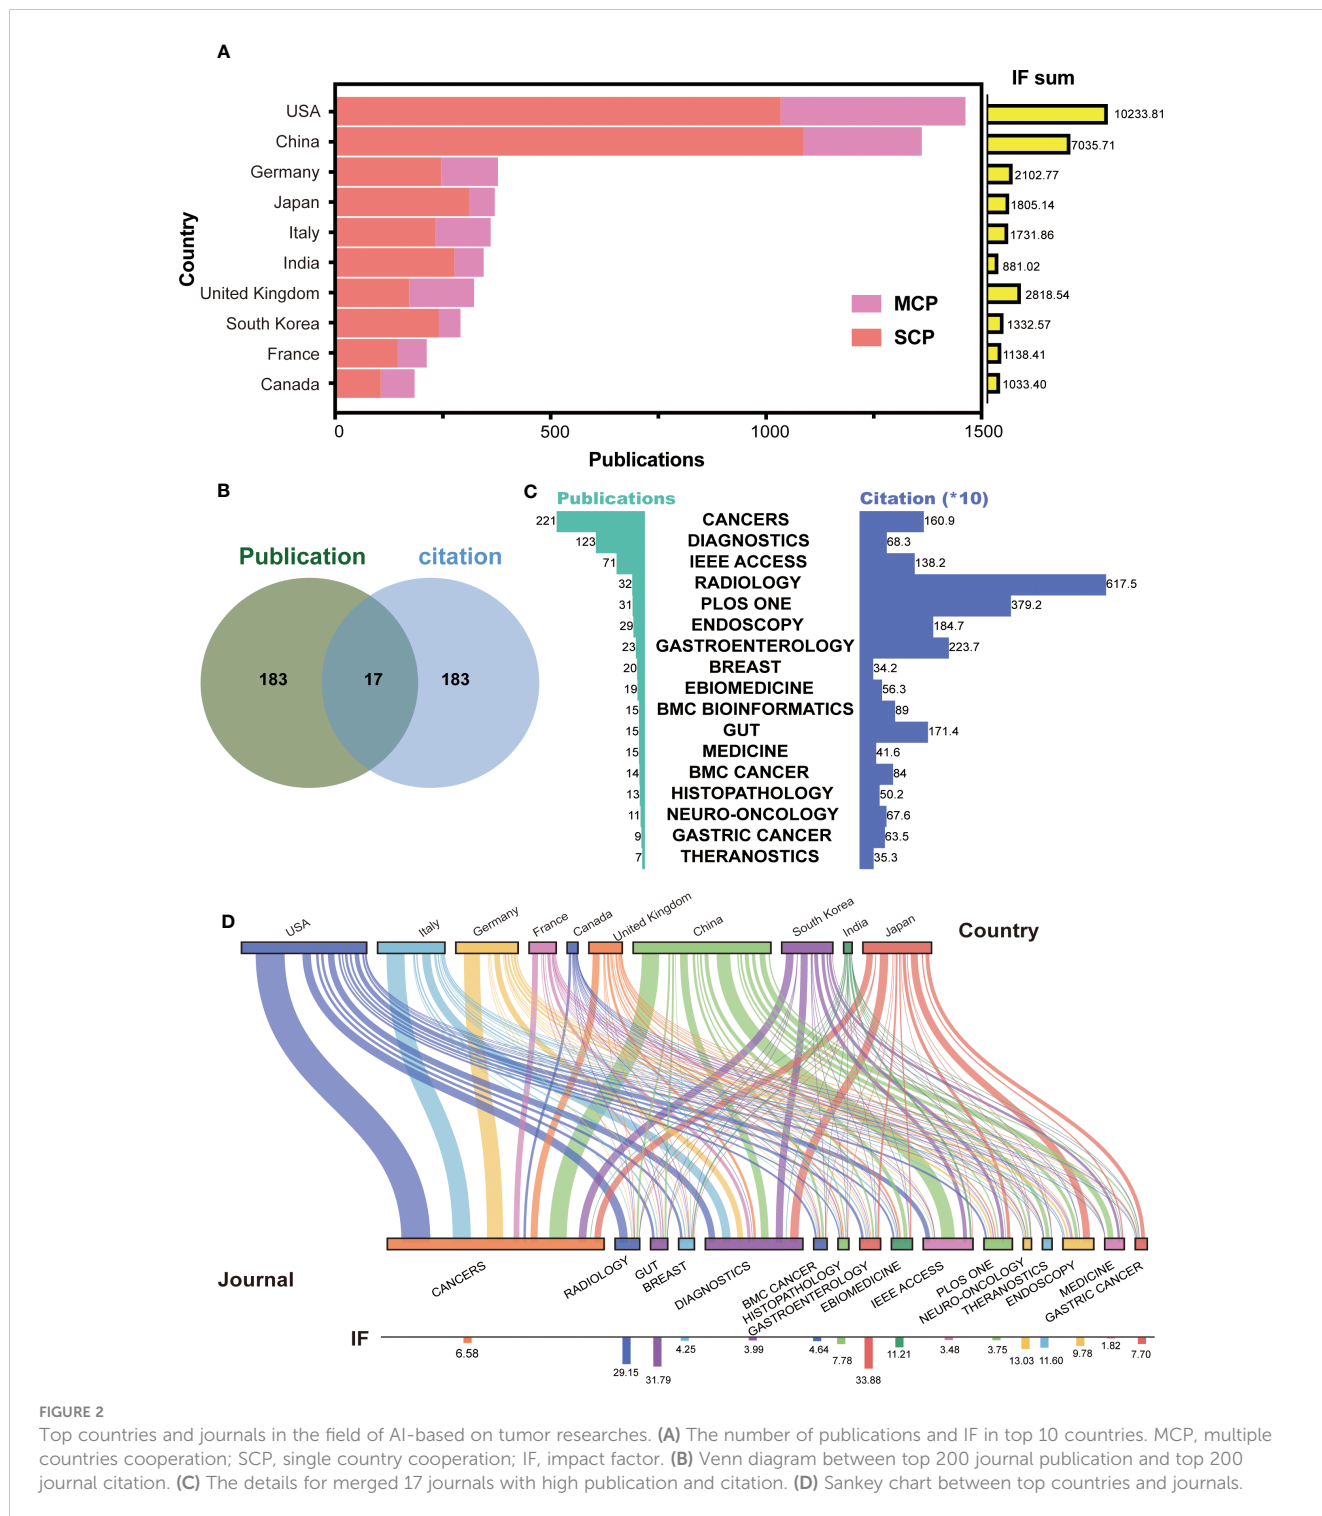 A
IF sum
USA
10233.81
China
7035.71
Germany
2102.77
Japan
1805.14
Italy
1731.86
India
881.02
United Kingdom
2818.54
South Korea
1332.57
France
1138.41
Canada
1033.40
Country
MCP
SCP
0
500
1000
1500
Publications
B
Publication
citation
183
17
183
C
Publications
Citation (*10)
221 CANCERS 160.9
123 DIAGNOSTICS 68.3
71 IEEE ACCESS 138.2
32 RADIOLOGY 617.5
31 PLOS ONE 379.2
29 ENDOSCOPY 184.7
23 GASTROENTEROLOGY 223.7
20 BREAST 34.2
19 EBIOMEDICINE 56.3
15 BMC BIOINFORMATICS 89
15 GUT 171.4
15 MEDICINE 41.6
14 BMC CANCER 84
13 HISTOPATHOLOGY 50.2
11 NEURO-ONCOLOGY 67.6
9 GASTRIC CANCER 63.5
7 THERANOSTICS 35.3
D
USA
Italy
Germany
France
Canada
United Kingdom
China
South Korea
India
Japan
Country
Journal
CANCERS
RADIOLOGY
GUT
BREAST
DIAGNOSTICS
BMC CANCER
HISTOPATHOLOGY
GASTROENTEROLOGY
EBIOMEDICINE
IEEE ACCESS
PLOS ONE
NEURO-ONCOLOGY
THERANOSTICS
ENDOSCOPY
MEDICINE
GASTRIC CANCER
IF
6.58
29.15
31.79
4.25
3.99
4.64
7.78
33.88
11.21
3.48
3.75
13.03
11.60
9.78
1.82
7.70
FIGURE 2
Top countries and journals in the field of AI-based on tumor researches. (A) The number of publications and IF in top 10 countries. MCP, multiple
countries cooperation; SCP, single country cooperation; IF, impact factor. (B) Venn diagram between top 200 journal publication and top 200
journal citation. (C) The details for merged 17 journals with high publication and citation. (D) Sankey chart between top countries and journals.